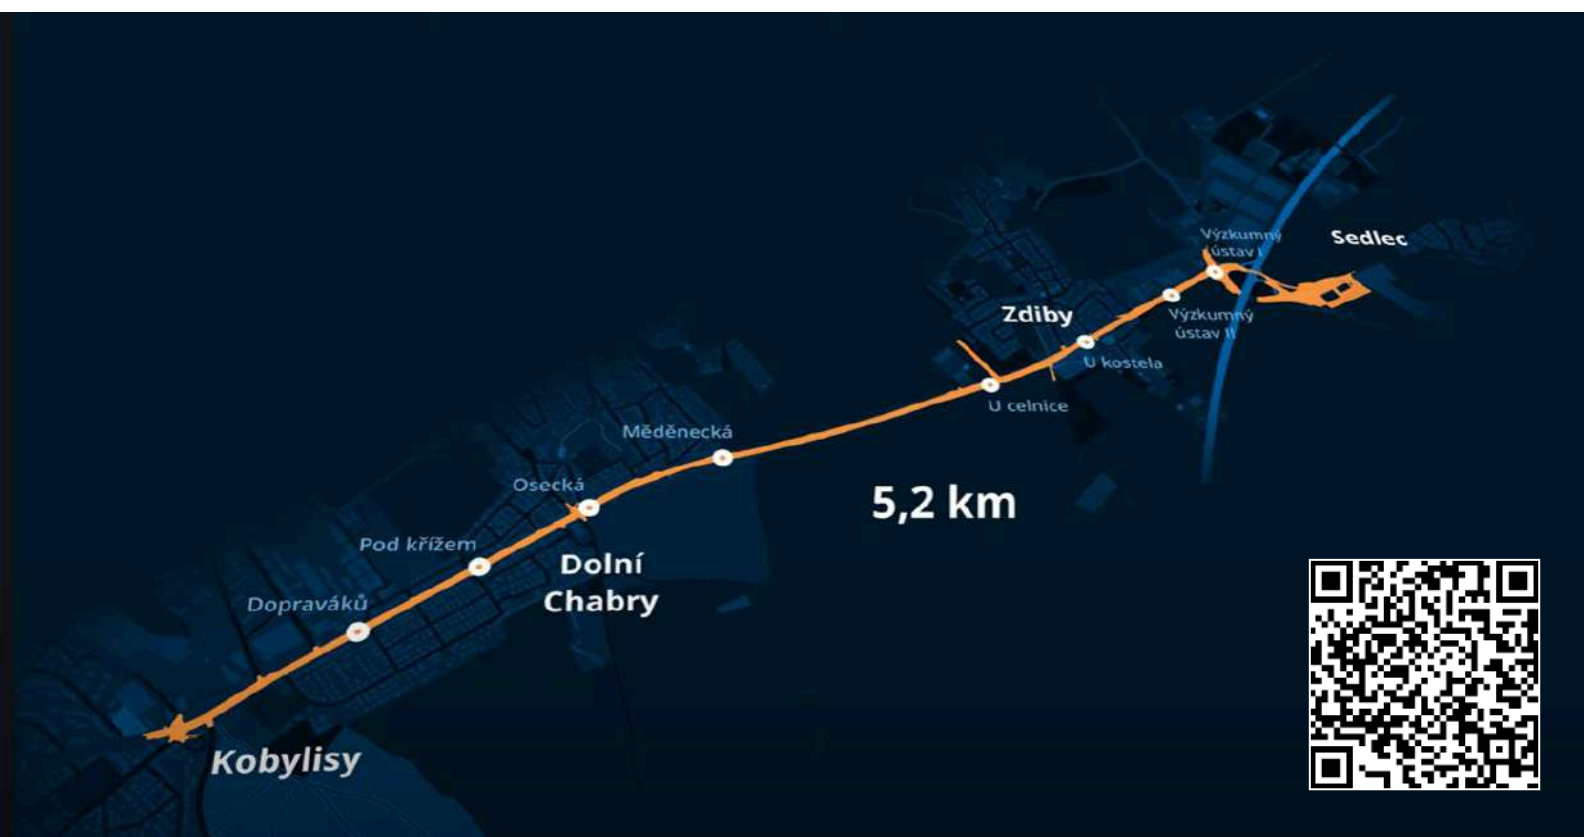 Výzkumný
ústav I
Sedlec
Zdiby
Výzkumný
ústav II
U kostela
U celnice
Měděnecká
Osecká
5,2 km
Pod křížem
Dolní
Chabry
Dopraváků
Kobylisy